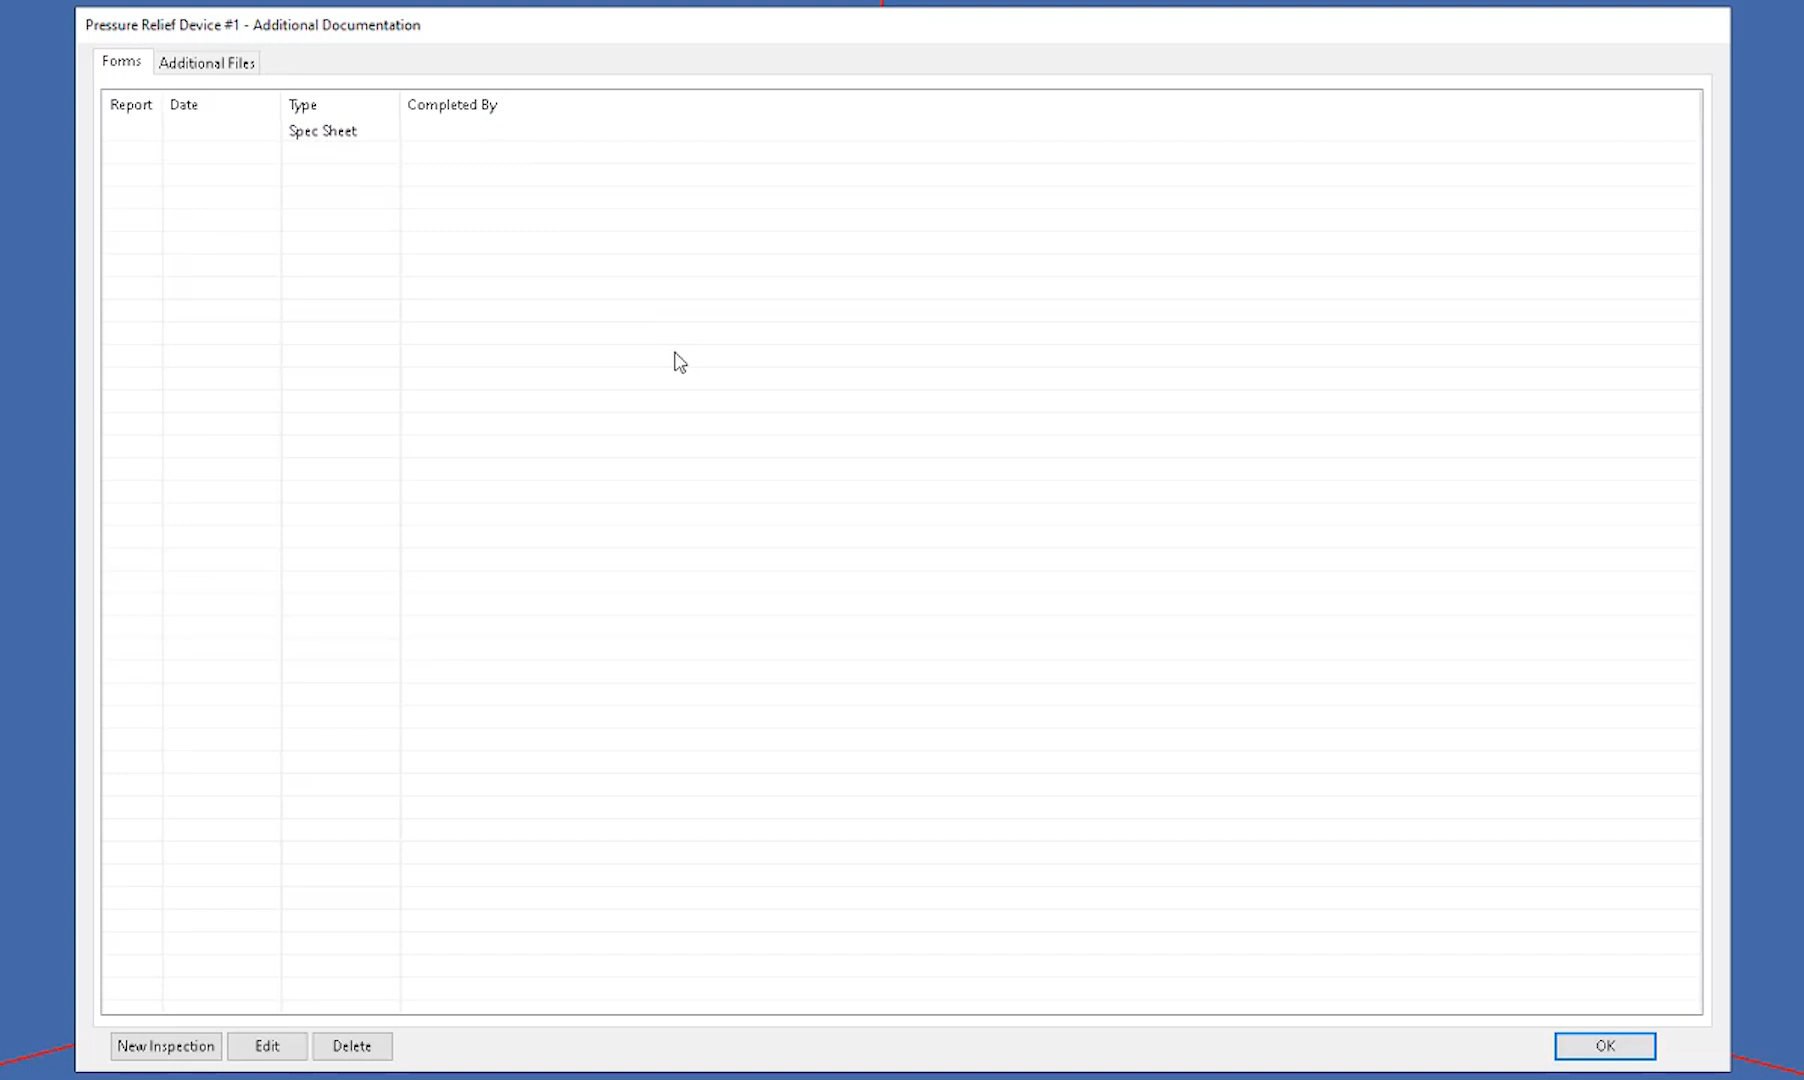 Pressure Relief Device #1 - Additional Documentation
Forms Additional Files
Report Date Type Completed By
Spec Sheet
New Inspection Edit Delete OK